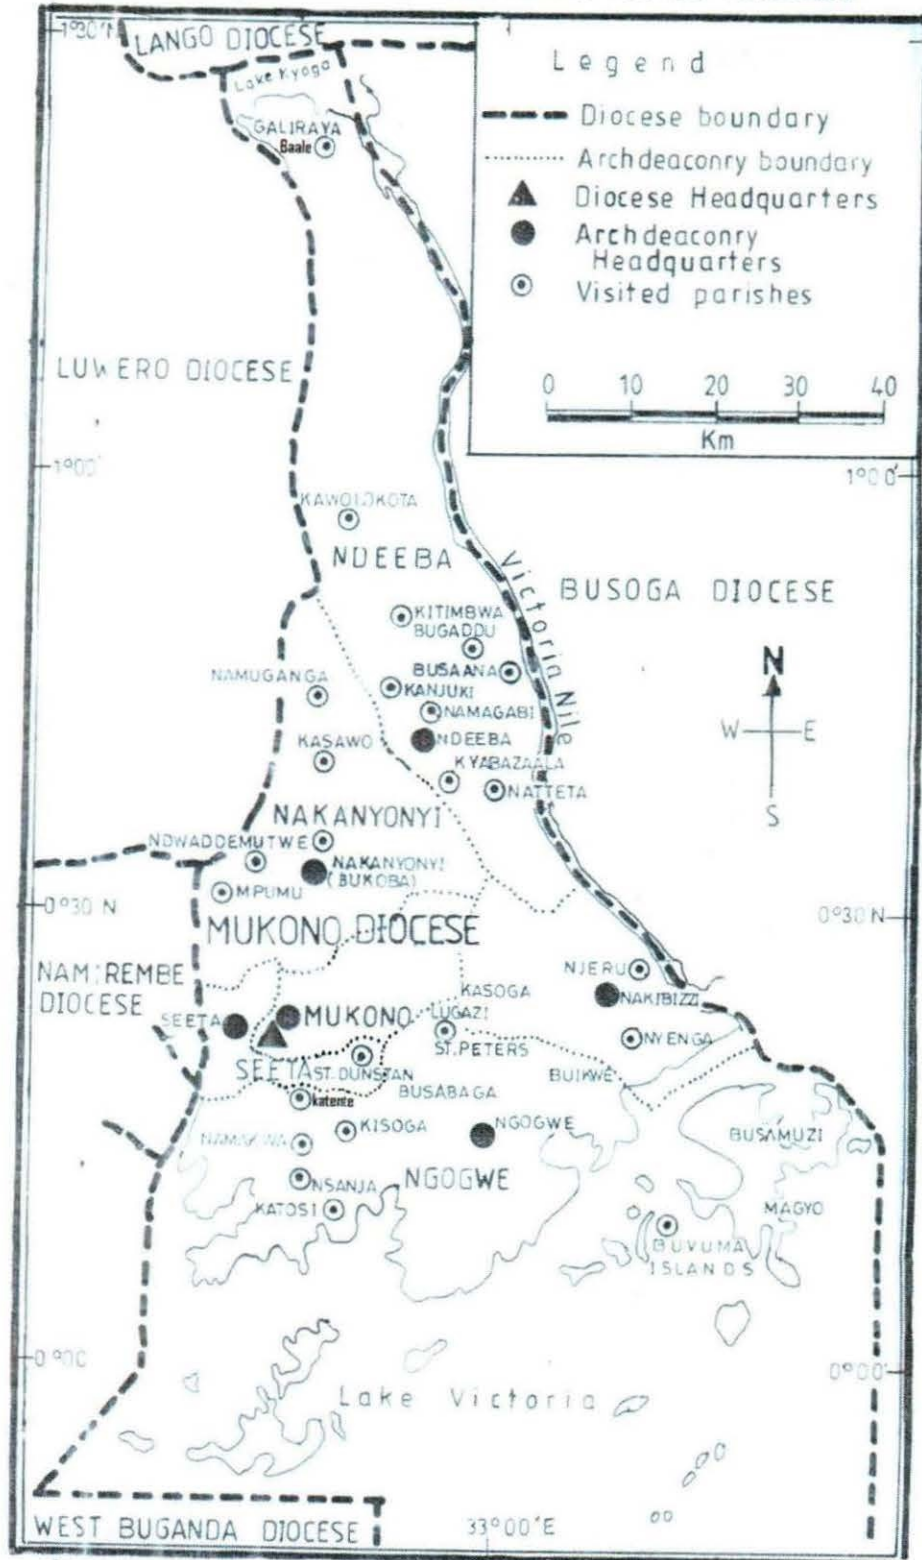 1°30'N
LANGO DIOCESE
Lake Kyoga
GALIRAYA
Baale
Legend
Diocese boundary
Archdeaconry boundary
Diocese Headquarters
Archdeaconry
Headquarters
Visited parishes
0 10 20 30 40
Km
LUWERO DIOCESE
1°00'
1°00'
NDEEBA
Victoria Nile
BUSOGA DIOCESE
KITIMBWA
BUGADDU
BUSAANA
NAMUGANGA
KANJUKI
NAMAGABI
NDEEBA
KASAWO
KYABAZAALA
NATTETA
N
W E
S
NAKANYONYI
NDWADDEMUTWE
NAKANYONYI
(BUKOBA)
MPUMU
0°30 N
0°30 N
MUKONO DIOCESE
NAMIREMBE
DIOCESE
NJERU
NAKIBIZZI
KASOGA
LUGAZI
ST.PETERS
SEETA
MUKONO
NYENGA
SEETA
ST.DUNSTAN
BUIKWE
BUSABAGA
katente
KISOGA
NGOGWE
BUSAMUZI
NAMAKWA
NSANJA
NGOGWE
KATOSI
MAGYO
BUVUMA
ISLANDS
0°00
0°00'
Lake Victoria
WEST BUGANDA DIOCESE
33°00'E